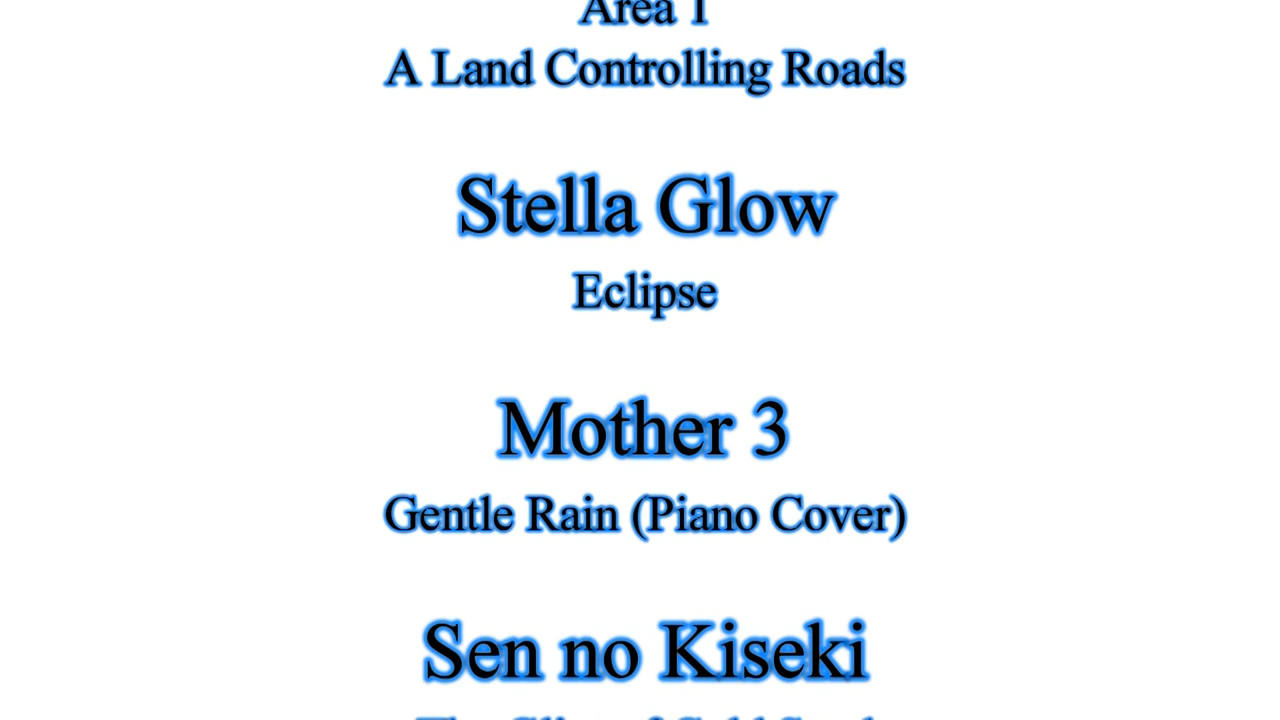 Area 1
A Land Controlling Roads
Stella Glow
Eclipse
Mother 3
Gentle Rain (Piano Cover)
Sen no Kiseki